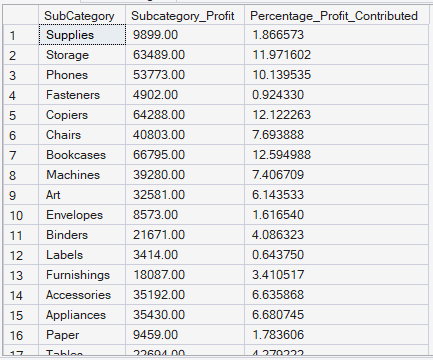 SubCategory Subcategory_Profit Percentage_Profit_Contributed
1 Supplies 9899.00 1.866573
2 Storage 63489.00 11.971602
3 Phones 53773.00 10.139535
4 Fasteners 4902.00 0.924330
5 Copiers 64288.00 12.122263
6 Chairs 40803.00 7.693888
7 Bookcases 66795.00 12.594988
8 Machines 39280.00 7.406709
9 Art 32581.00 6.143533
10 Envelopes 8573.00 1.616540
11 Binders 21671.00 4.086323
12 Labels 3414.00 0.643750
13 Furnishings 18087.00 3.410517
14 Accessories 35192.00 6.635868
15 Appliances 35430.00 6.680745
16 Paper 9459.00 1.783606
17 Tables 22694.00 4.279222